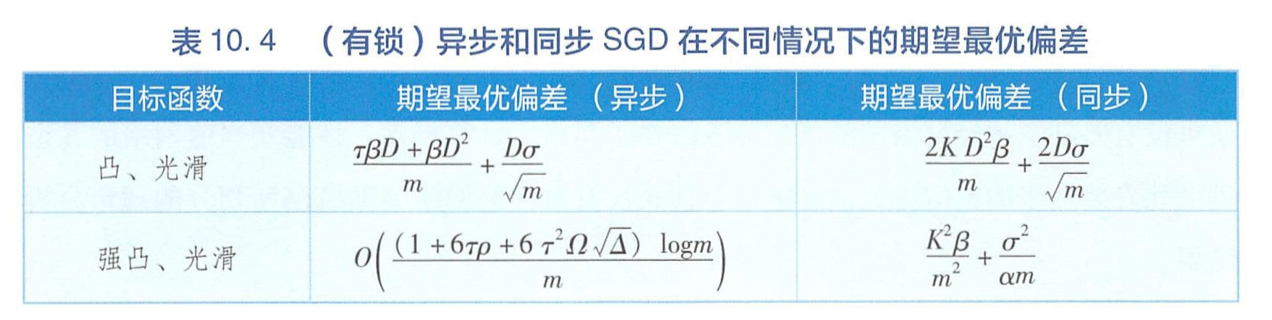 表 10.4 （有锁）异步和同步 SGD 在不同情况下的期望最优偏差
目标函数 期望最优偏差 （异步） 期望最优偏差 （同步）
凸、光滑 $\frac{\tau\beta D+\beta D^2}{m}+\frac{D\sigma}{\sqrt{m}}$ $\frac{2K D^2\beta}{m}+\frac{2D\sigma}{\sqrt{m}}$
强凸、光滑 $O\left(\frac{(1+6\tau\rho+6\tau^2\Omega\sqrt{\Delta})\ \log m}{m}\right)$ $\frac{K^2\beta}{m^2}+\frac{\sigma^2}{\alpha m}$